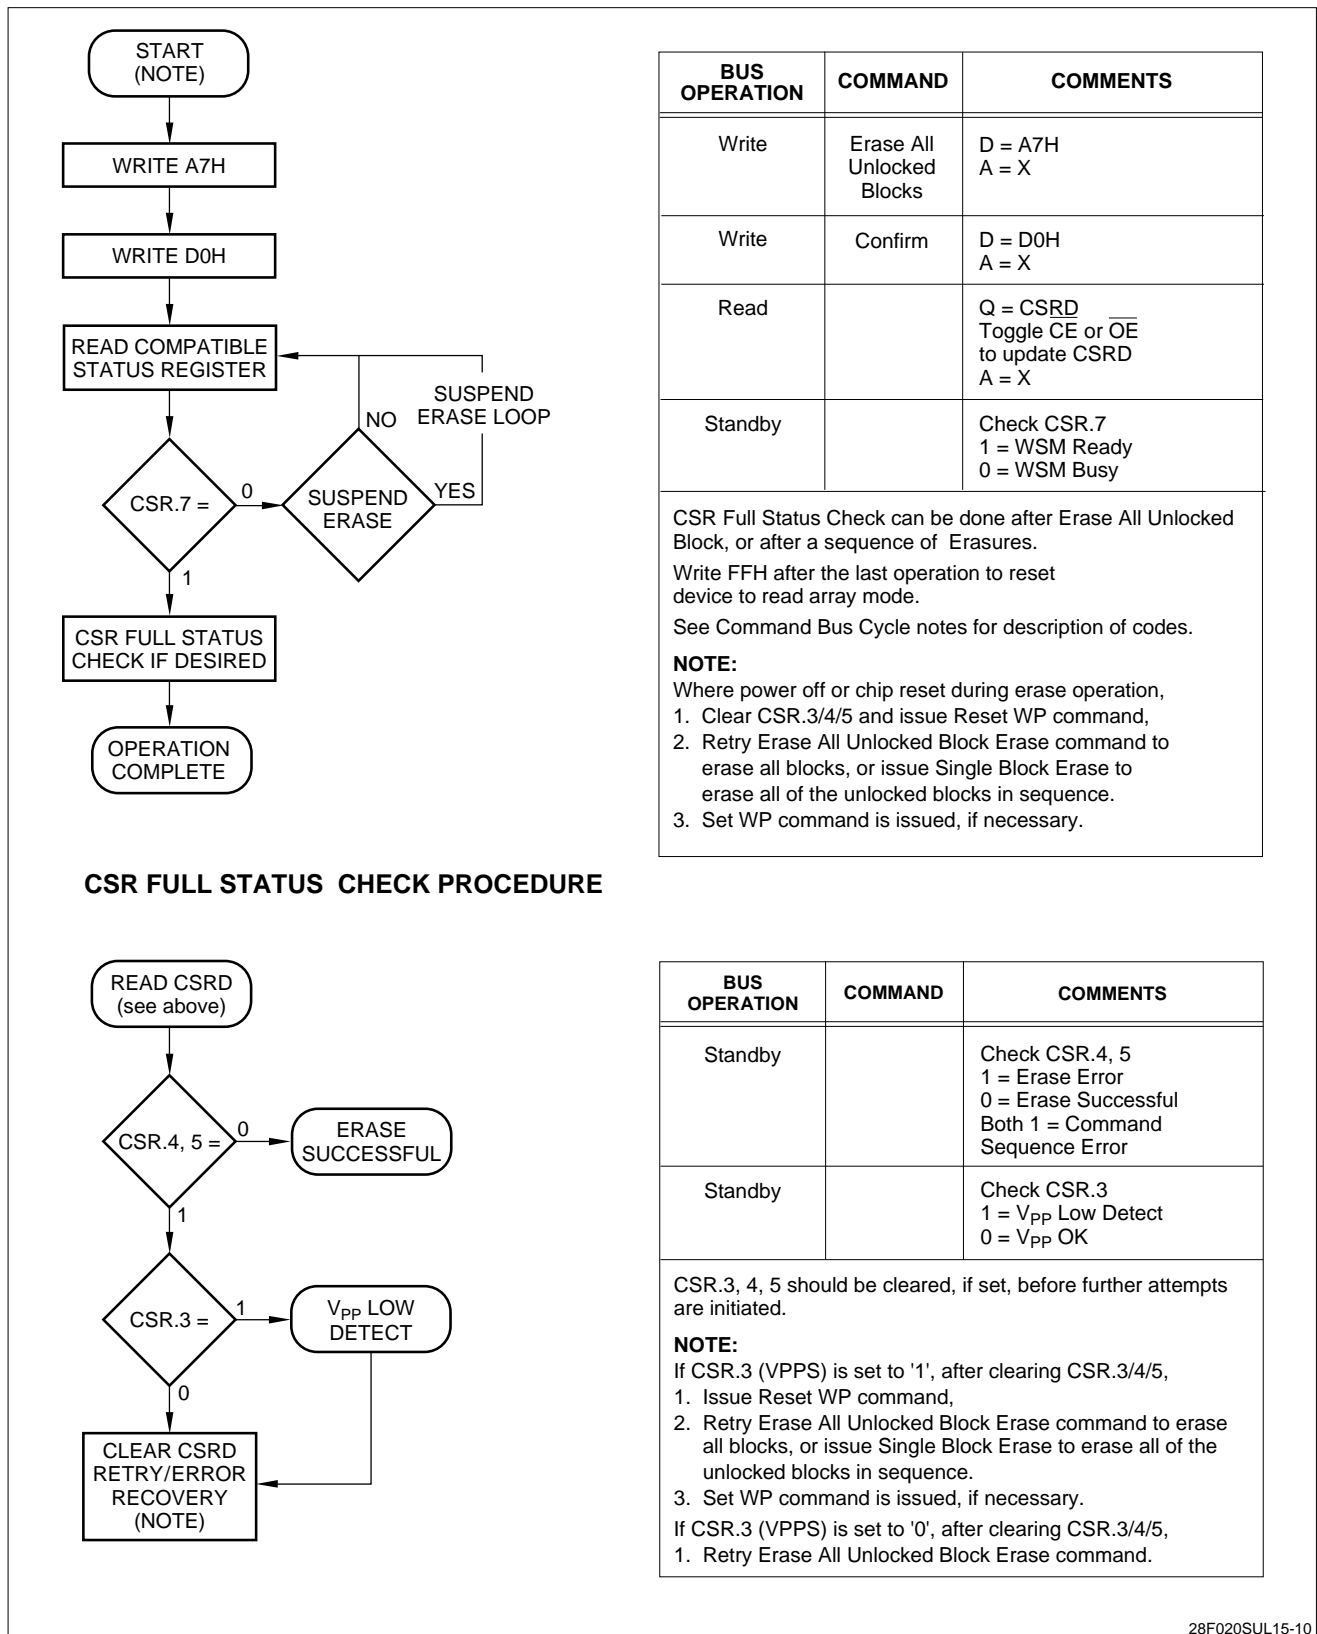 START
(NOTE)
WRITE A7H
WRITE D0H
READ COMPATIBLE
STATUS REGISTER
SUSPEND
ERASE LOOP
NO
CSR.7 =
0
SUSPEND
ERASE
YES
1
CSR FULL STATUS
CHECK IF DESIRED
OPERATION
COMPLETE
BUS
OPERATION
COMMAND
COMMENTS
Write
Erase All
Unlocked
Blocks
D = A7H
A = X
Write
Confirm
D = D0H
A = X
Read
Q = CSRD
Toggle C̅E̅ or O̅E̅
to update CSRD
A = X
Standby
Check CSR.7
1 = WSM Ready
0 = WSM Busy
CSR Full Status Check can be done after Erase All Unlocked
Block, or after a sequence of Erasures.
Write FFH after the last operation to reset
device to read array mode.
See Command Bus Cycle notes for description of codes.
NOTE:
Where power off or chip reset during erase operation,
1. Clear CSR.3/4/5 and issue Reset WP command,
2. Retry Erase All Unlocked Block Erase command to
erase all blocks, or issue Single Block Erase to
erase all of the unlocked blocks in sequence.
3. Set WP command is issued, if necessary.
CSR FULL STATUS CHECK PROCEDURE
READ CSRD
(see above)
CSR.4, 5 =
0
ERASE
SUCCESSFUL
1
CSR.3 =
1
VPP LOW
DETECT
0
CLEAR CSRD
RETRY/ERROR
RECOVERY
(NOTE)
BUS
OPERATION
COMMAND
COMMENTS
Standby
Check CSR.4, 5
1 = Erase Error
0 = Erase Successful
Both 1 = Command
Sequence Error
Standby
Check CSR.3
1 = VPP Low Detect
0 = VPP OK
CSR.3, 4, 5 should be cleared, if set, before further attempts
are initiated.
NOTE:
If CSR.3 (VPPS) is set to '1', after clearing CSR.3/4/5,
1. Issue Reset WP command,
2. Retry Erase All Unlocked Block Erase command to erase
all blocks, or issue Single Block Erase to erase all of the
unlocked blocks in sequence.
3. Set WP command is issued, if necessary.
If CSR.3 (VPPS) is set to '0', after clearing CSR.3/4/5,
1. Retry Erase All Unlocked Block Erase command.
28F020SUL15-10